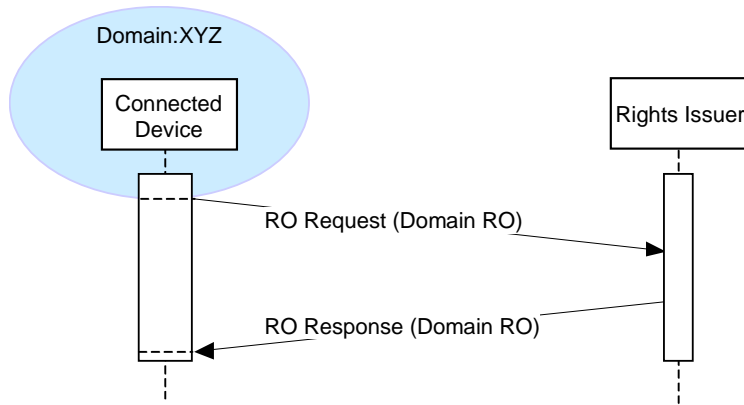 Domain:XYZ
Connected
Device
Rights Issuer
RO Request (Domain RO)
RO Response (Domain RO)